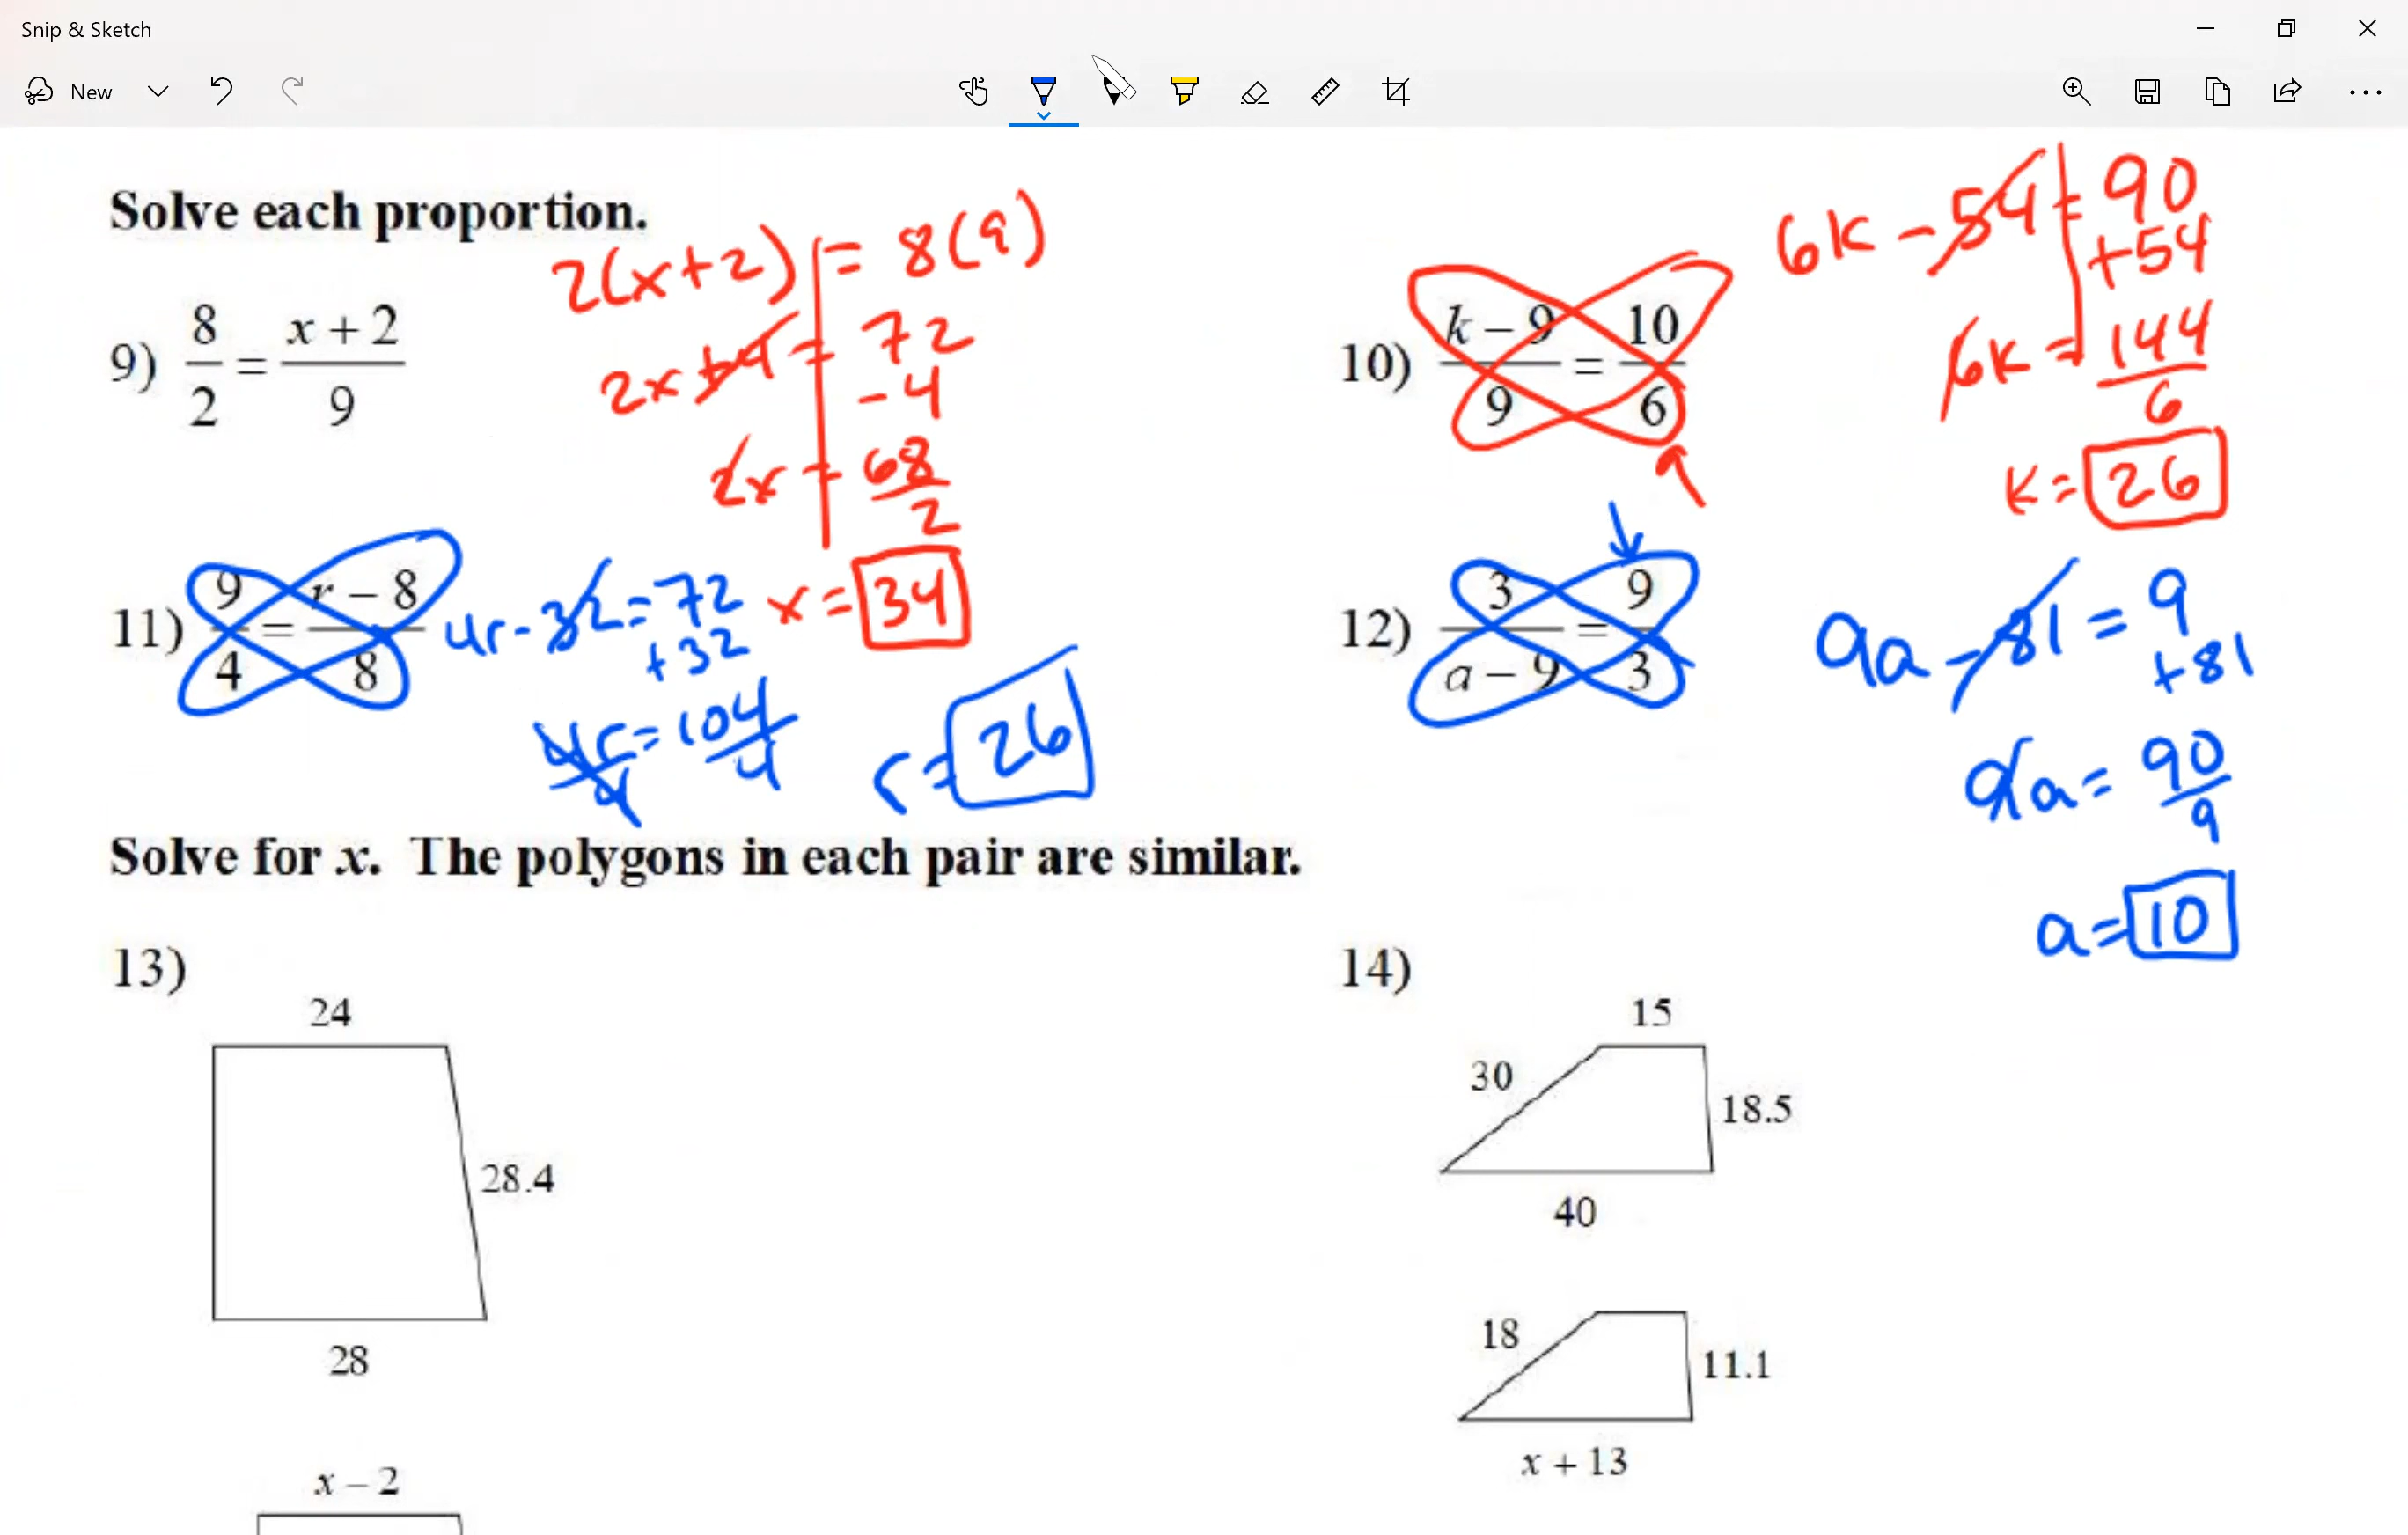 Snip & Sketch
New
Solve each proportion.
9) 8/2 = (x + 2)/9
2(x+2) = 8(9)
2x+4 = 72
-4
2x = 68/2
x = 34
10) (k – 9)/9 = 10/6
6k - 54 = 90
+54
6k = 144/6
k = 26
11) 9/4 = (r – 8)/8
4r - 32 = 72
+32
4r/4 = 104/4
r = 26
12) 3/(a – 9) = 9/3
9a - 81 = 9
+81
9a = 90/9
a = 10
Solve for x. The polygons in each pair are similar.
13)
24
28.4
28
x – 2
14)
15
30
18.5
40
18
11.1
x + 13